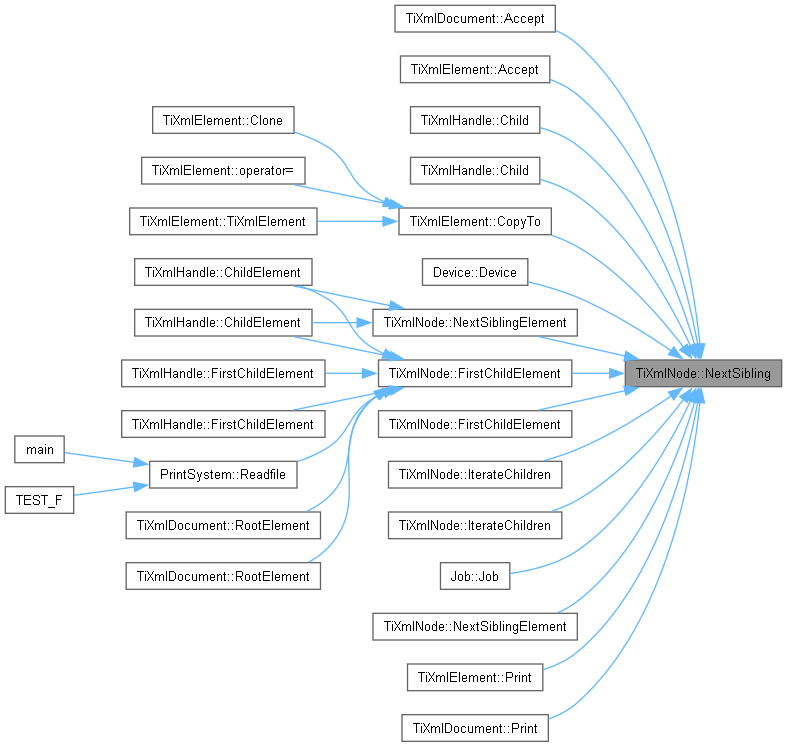 TiXmlDocument::Accept
TiXmlElement::Accept
TiXmlElement::Clone
TiXmlHandle::Child
TiXmlElement::operator=
TiXmlHandle::Child
TiXmlElement::TiXmlElement
TiXmlElement::CopyTo
TiXmlHandle::ChildElement
Device::Device
TiXmlHandle::ChildElement
TiXmlNode::NextSiblingElement
TiXmlHandle::FirstChildElement
TiXmlNode::FirstChildElement
TiXmlNode::NextSibling
TiXmlHandle::FirstChildElement
TiXmlNode::FirstChildElement
main
PrintSystem::Readfile
TiXmlNode::IterateChildren
TEST_F
TiXmlDocument::RootElement
TiXmlNode::IterateChildren
TiXmlDocument::RootElement
Job::Job
TiXmlNode::NextSiblingElement
TiXmlElement::Print
TiXmlDocument::Print